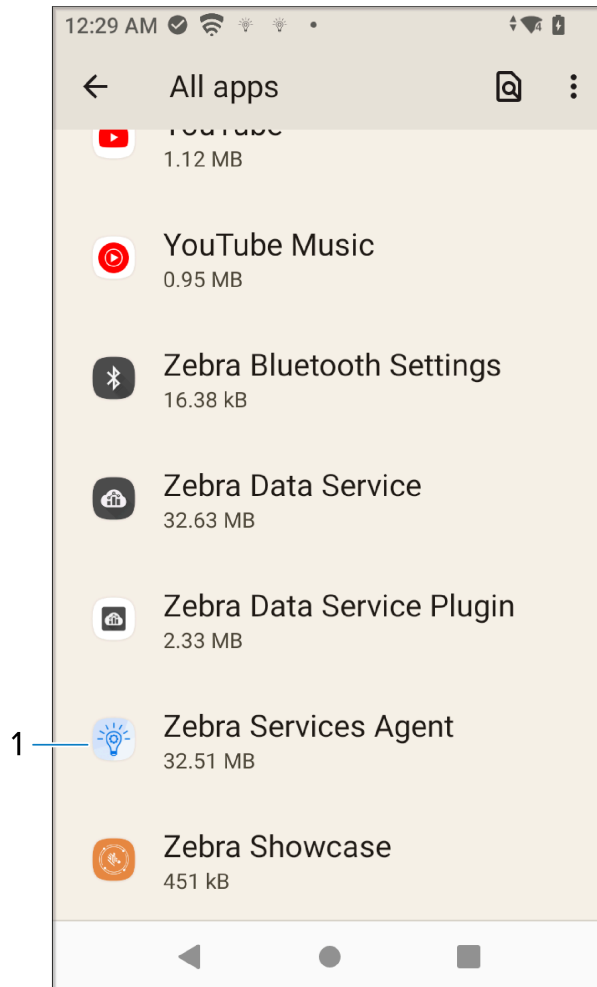 12:29 AM
All apps
YouTube
1.12 MB
YouTube Music
0.95 MB
Zebra Bluetooth Settings
16.38 kB
Zebra Data Service
32.63 MB
Zebra Data Service Plugin
2.33 MB
1
Zebra Services Agent
32.51 MB
Zebra Showcase
451 kB